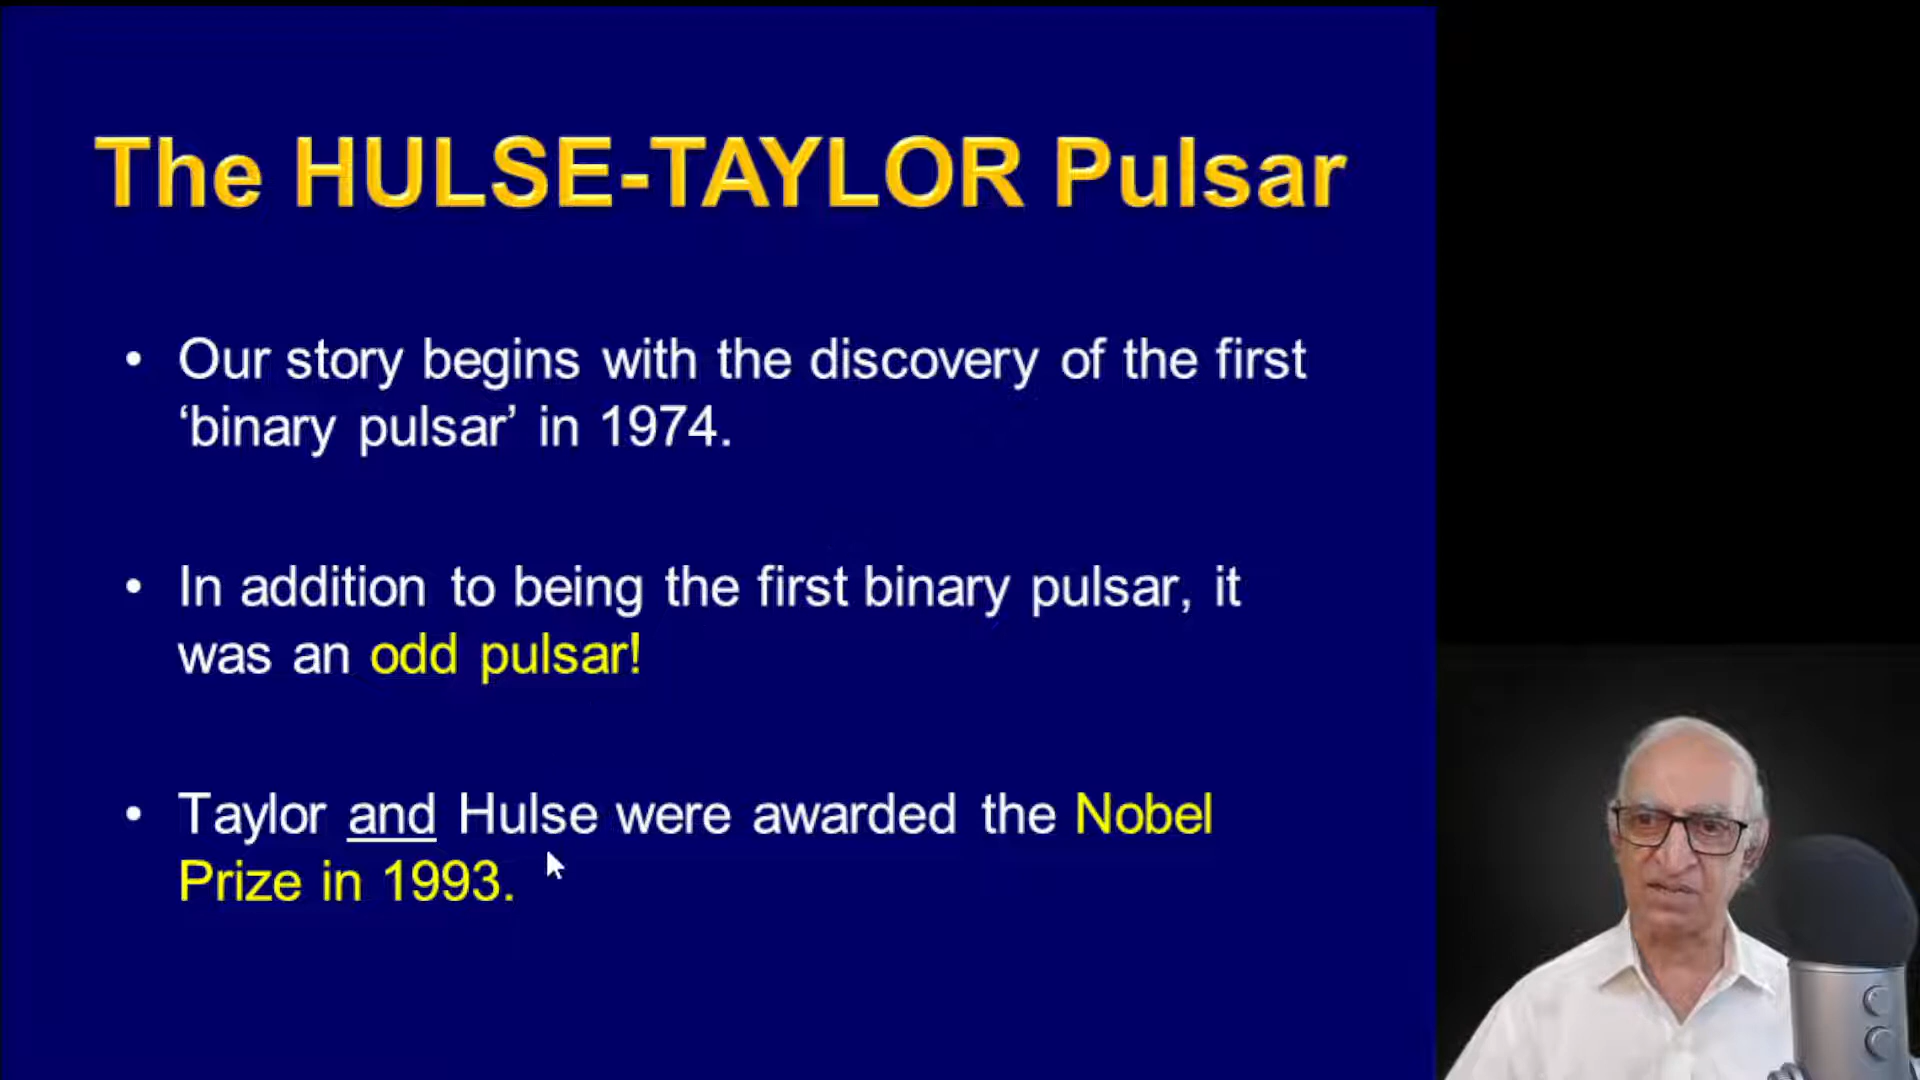 The HULSE-TAYLOR Pulsar
• Our story begins with the discovery of the first
‘binary pulsar’ in 1974.
• In addition to being the first binary pulsar, it
was an odd pulsar!
• Taylor and Hulse were awarded the Nobel
Prize in 1993.